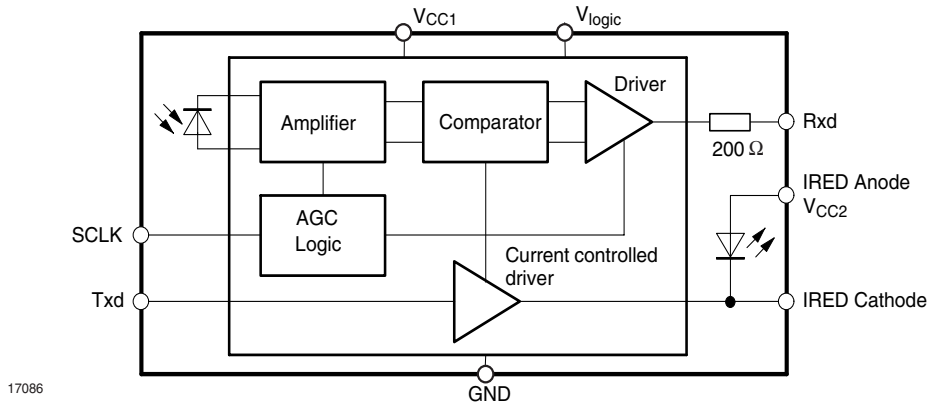 VCC1
Vlogic
Driver
Amplifier
Comparator
Rxd
200 Ω
IRED Anode
VCC2
AGC
Logic
SCLK
Current controlled
driver
Txd
IRED Cathode
GND
17086